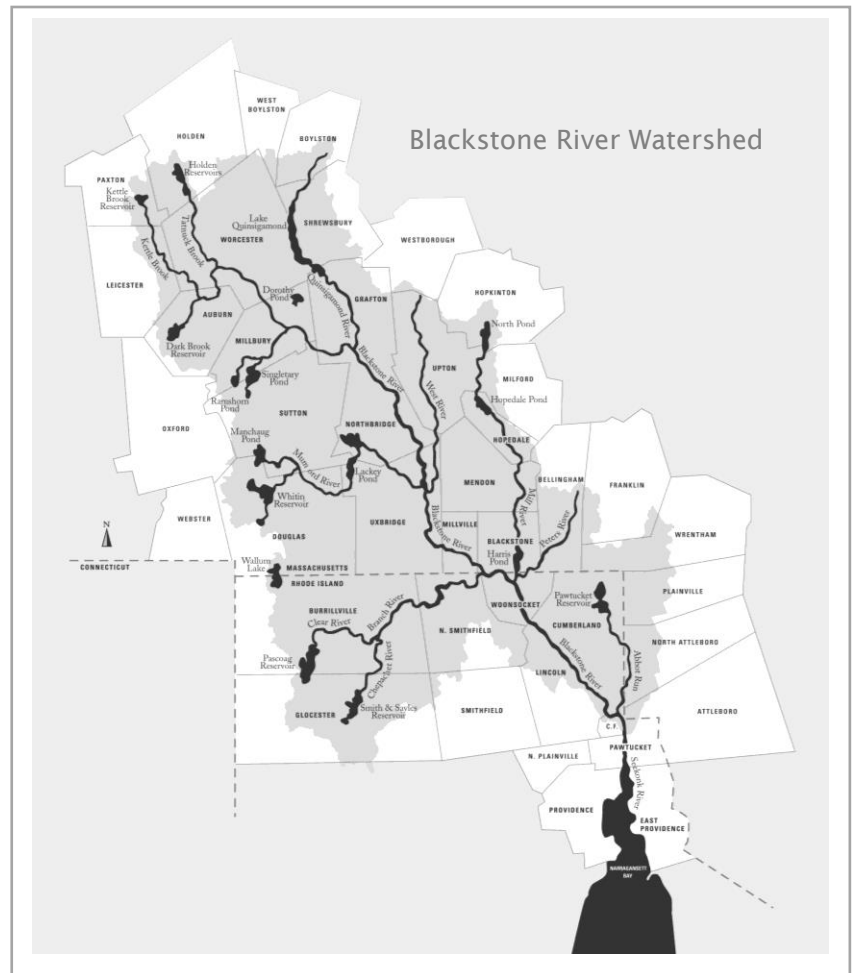 Blackstone River Watershed
WEST
BOYLSTON
HOLDEN
BOYLSTON
Holden
Reservoirs
PAXTON
Kettle
Brook
Reservoir
Lake
Quinsigamond
SHREWSBURY
Tatnuck Brook
WORCESTER
WESTBOROUGH
Kettle Brook
LEICESTER
HOPKINTON
Quinsigamond River
Dorothy
Pond
GRAFTON
AUBURN
North Pond
MILLBURY
Dark Brook
Reservoir
Blackstone River
UPTON
West River
Singletary
Pond
MILFORD
Ramshorn
Pond
Hopedale Pond
SUTTON
OXFORD
NORTHBRIDGE
Manchaug
Pond
HOPEDALE
Mumford River
Lackey
Pond
MENDON
BELLINGHAM
FRANKLIN
Whitin
Reservoir
Mill River
WEBSTER
UXBRIDGE
Blackstone River
MILLVILLE
Peters River
N
DOUGLAS
BLACKSTONE
WRENTHAM
Harris
Pond
Wallum
Lake
MASSACHUSETTS
CONNECTICUT
RHODE ISLAND
PLAINVILLE
Pawtucket
Reservoir
WOONSOCKET
BURRILLVILLE
Clear River
Branch River
CUMBERLAND
N. SMITHFIELD
NORTH ATTLEBORO
Blackstone River
Abbot Run
Pascoag
Reservoir
Chepachet River
LINCOLN
GLOCESTER
Smith & Sayles
Reservoir
SMITHFIELD
ATTLEBORO
C.F.
PAWTUCKET
N. PLAINVILLE
Seekonk River
PROVIDENCE
EAST
PROVIDENCE
NARRAGANSETT
BAY